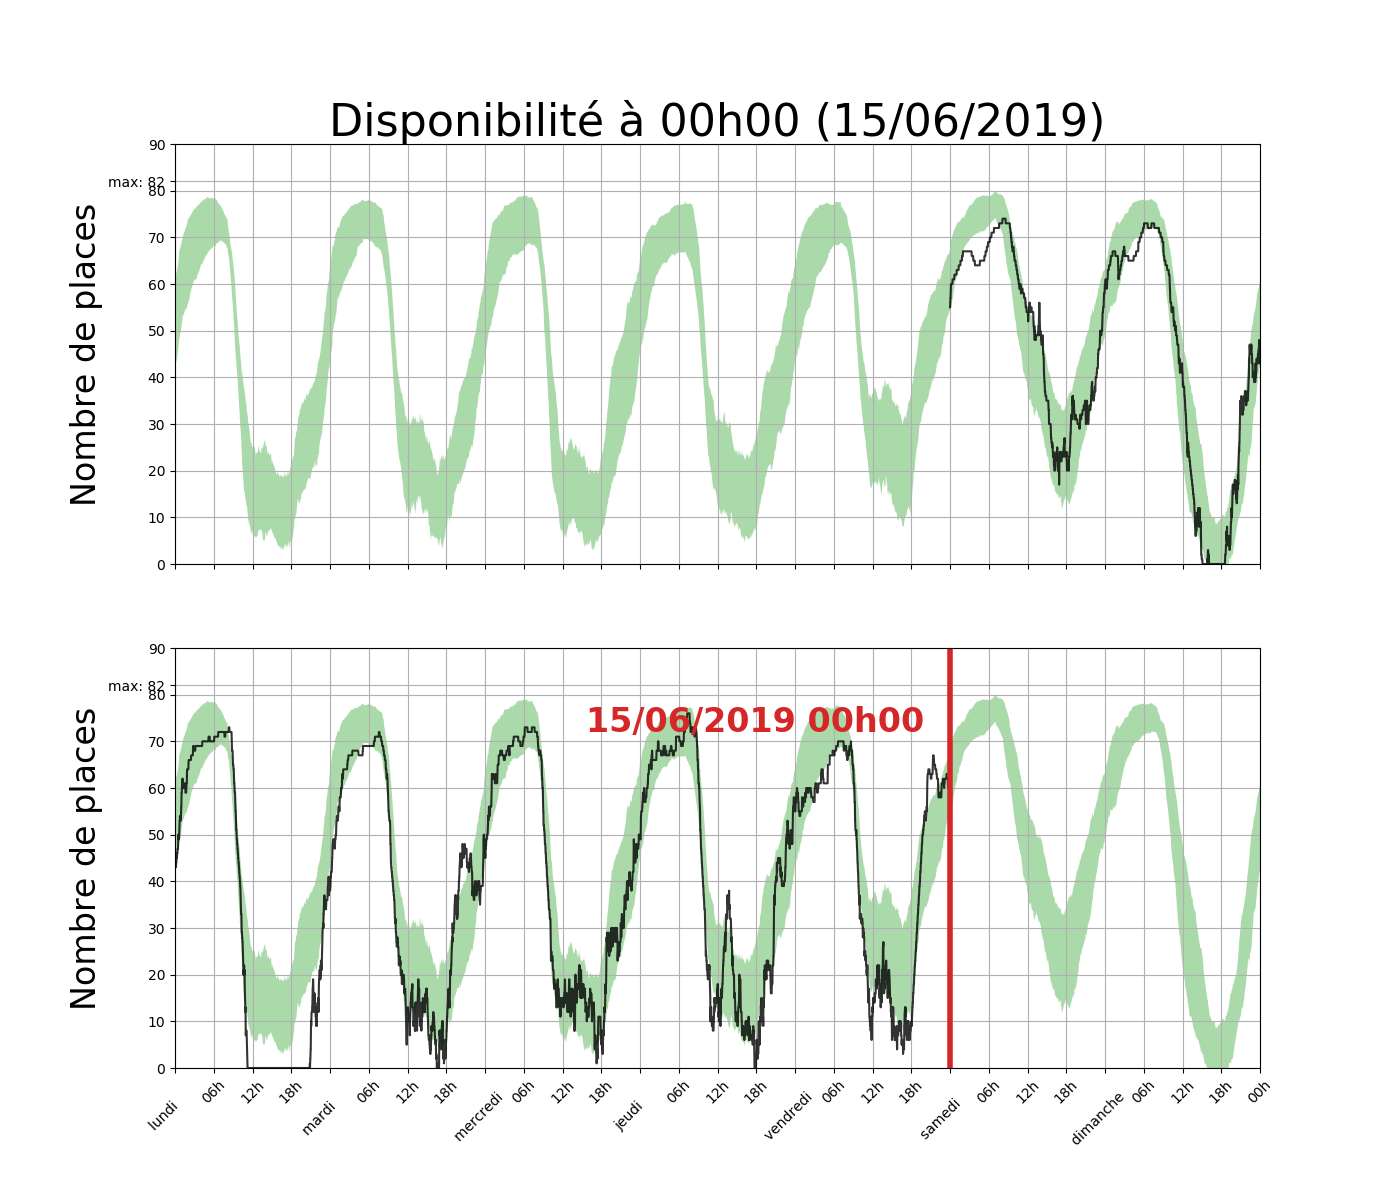 Disponibilité à 00h00 (15/06/2019)
90
max: 82
80
70
60
50
40
30
20
10
0
Nombre de places
90
max: 82
80
70
60
50
40
30
20
10
0
Nombre de places
15/06/2019 00h00
lundi 06h 12h 18h mardi 06h 12h 18h mercredi 06h 12h 18h jeudi 06h 12h 18h vendredi 06h 12h 18h samedi 06h 12h 18h dimanche 06h 12h 18h 00h